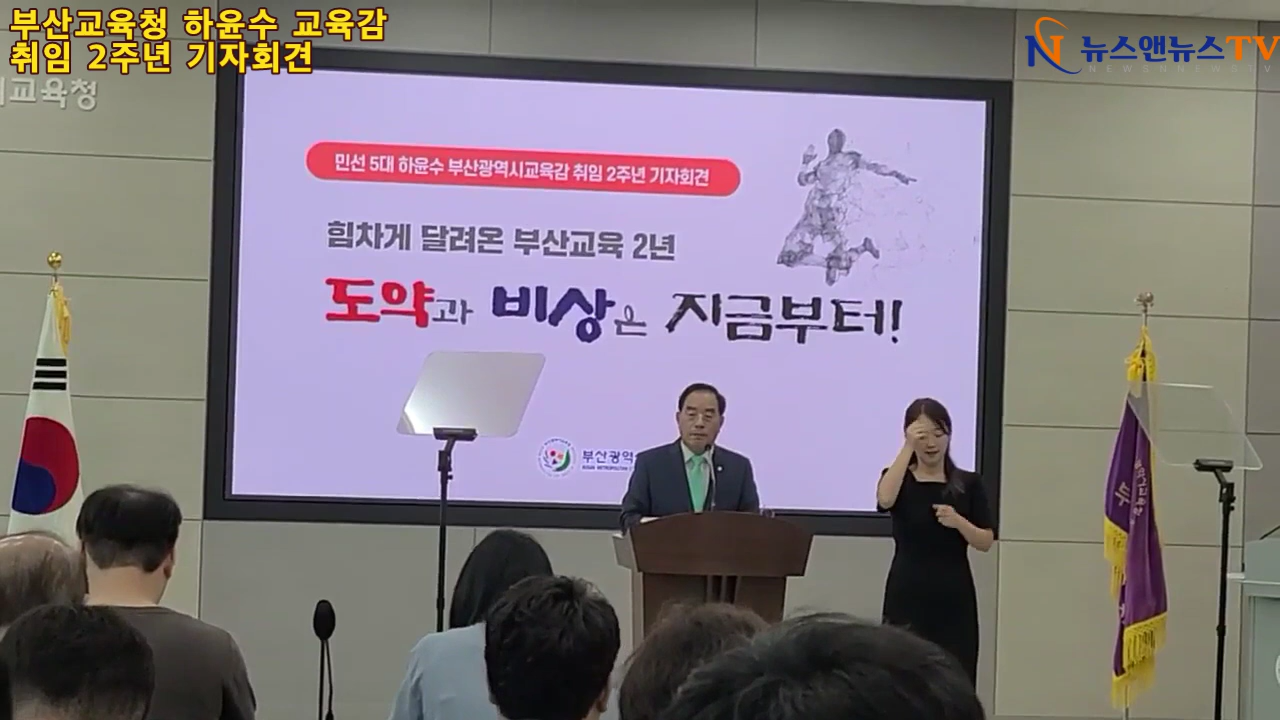 부산교육청 하윤수 교육감
취임 2주년 기자회견
뉴스앤뉴스TV
NEWSNNEWSTV
교육청
민선 5대 하윤수 부산광역시교육감 취임 2주년 기자회견
힘차게 달려온 부산교육 2년
도약과 비상은 지금부터!
부산광역
BUSAN METROPOLITAN